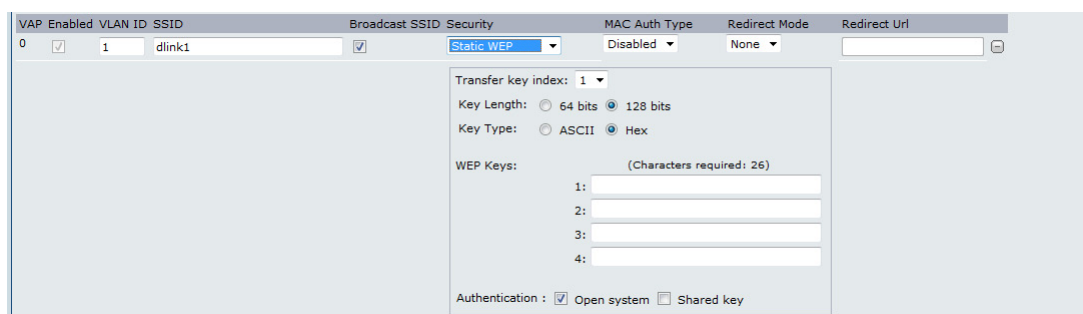 VAP Enabled VLAN ID SSID Broadcast SSID Security MAC Auth Type Redirect Mode Redirect Url
0 1 dlink1 Static WEP Disabled None
Transfer key index: 1
Key Length: 64 bits 128 bits
Key Type: ASCII Hex
WEP Keys: (Characters required: 26)
1:
2:
3:
4:
Authentication : Open system Shared key